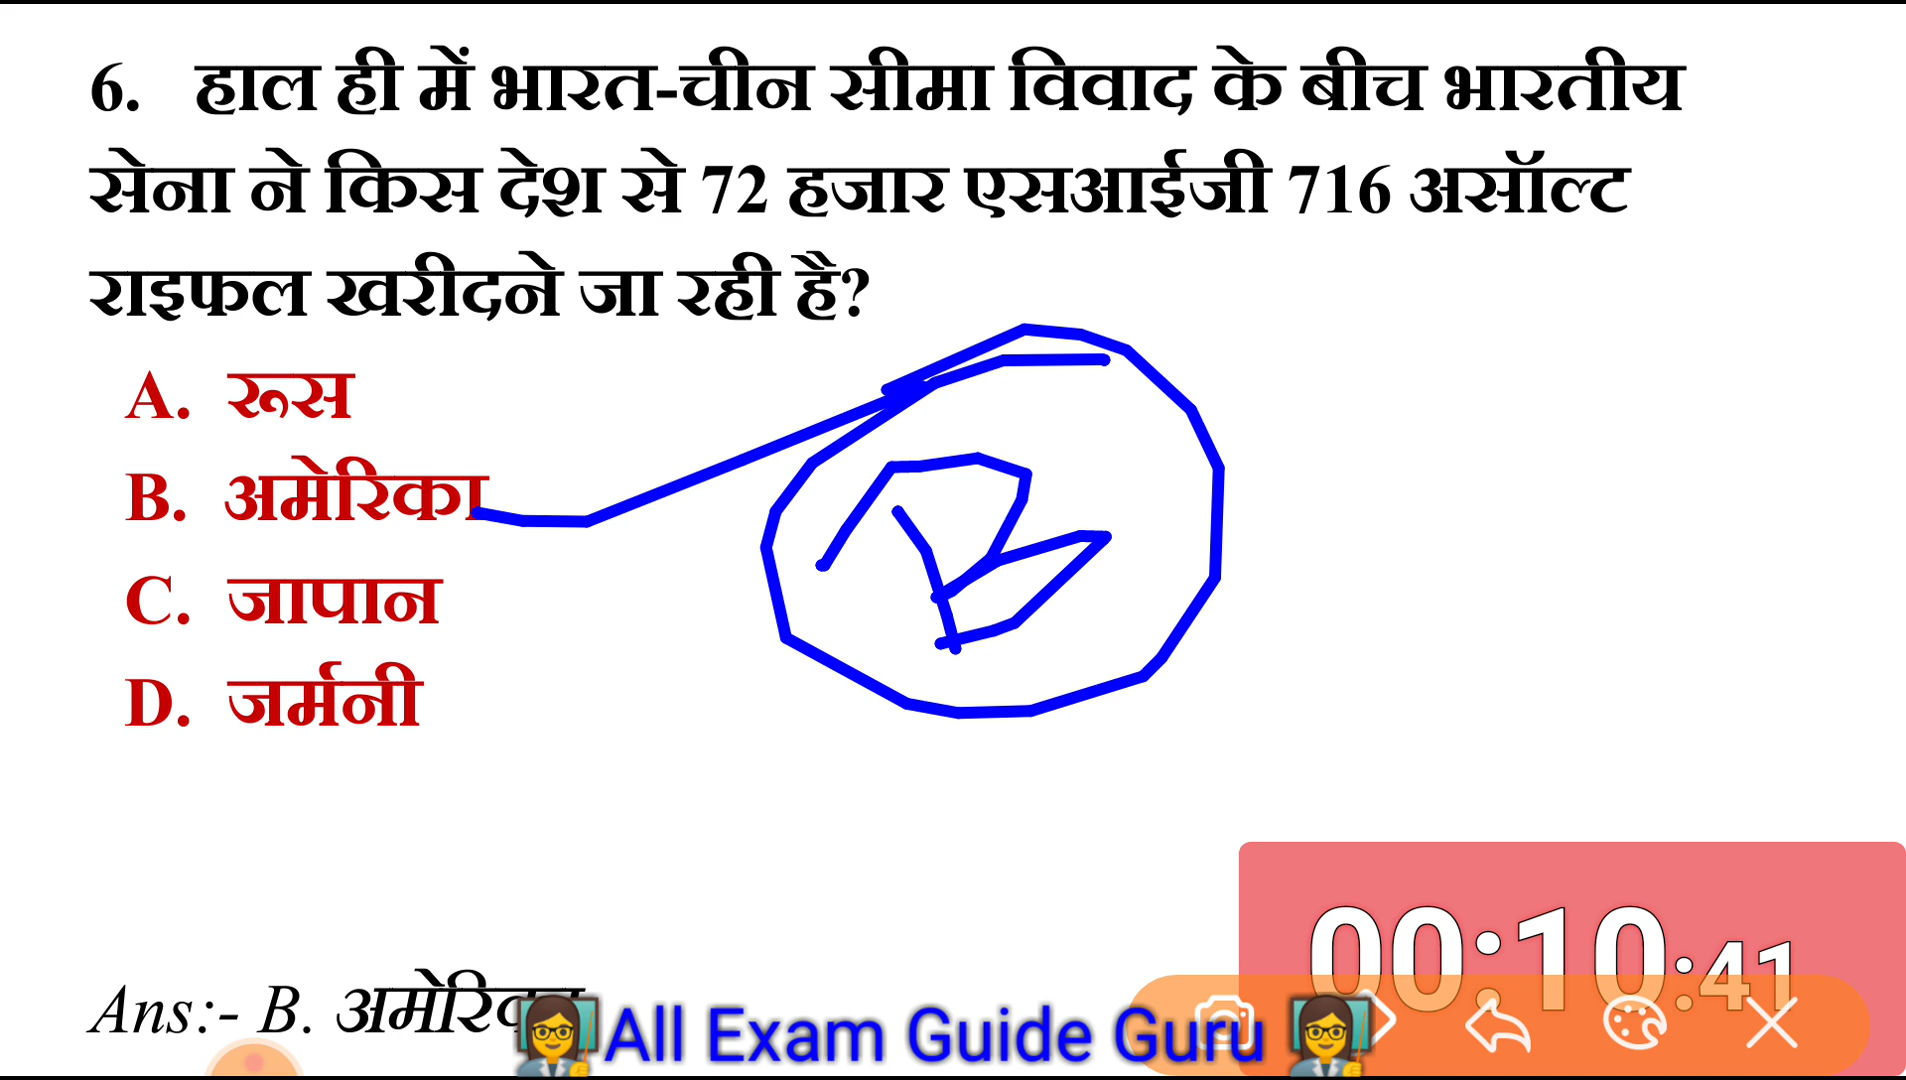 6. हाल ही में भारत-चीन सीमा विवाद के बीच भारतीय
सेना ने किस देश से 72 हजार एसआईजी 716 असॉल्ट
राइफल खरीदने जा रही है?
A. रूस
B. अमेरिका
C. जापान
D. जर्मनी
B
00:10:41
Ans:- B. अमेरिका
All Exam Guide Guru